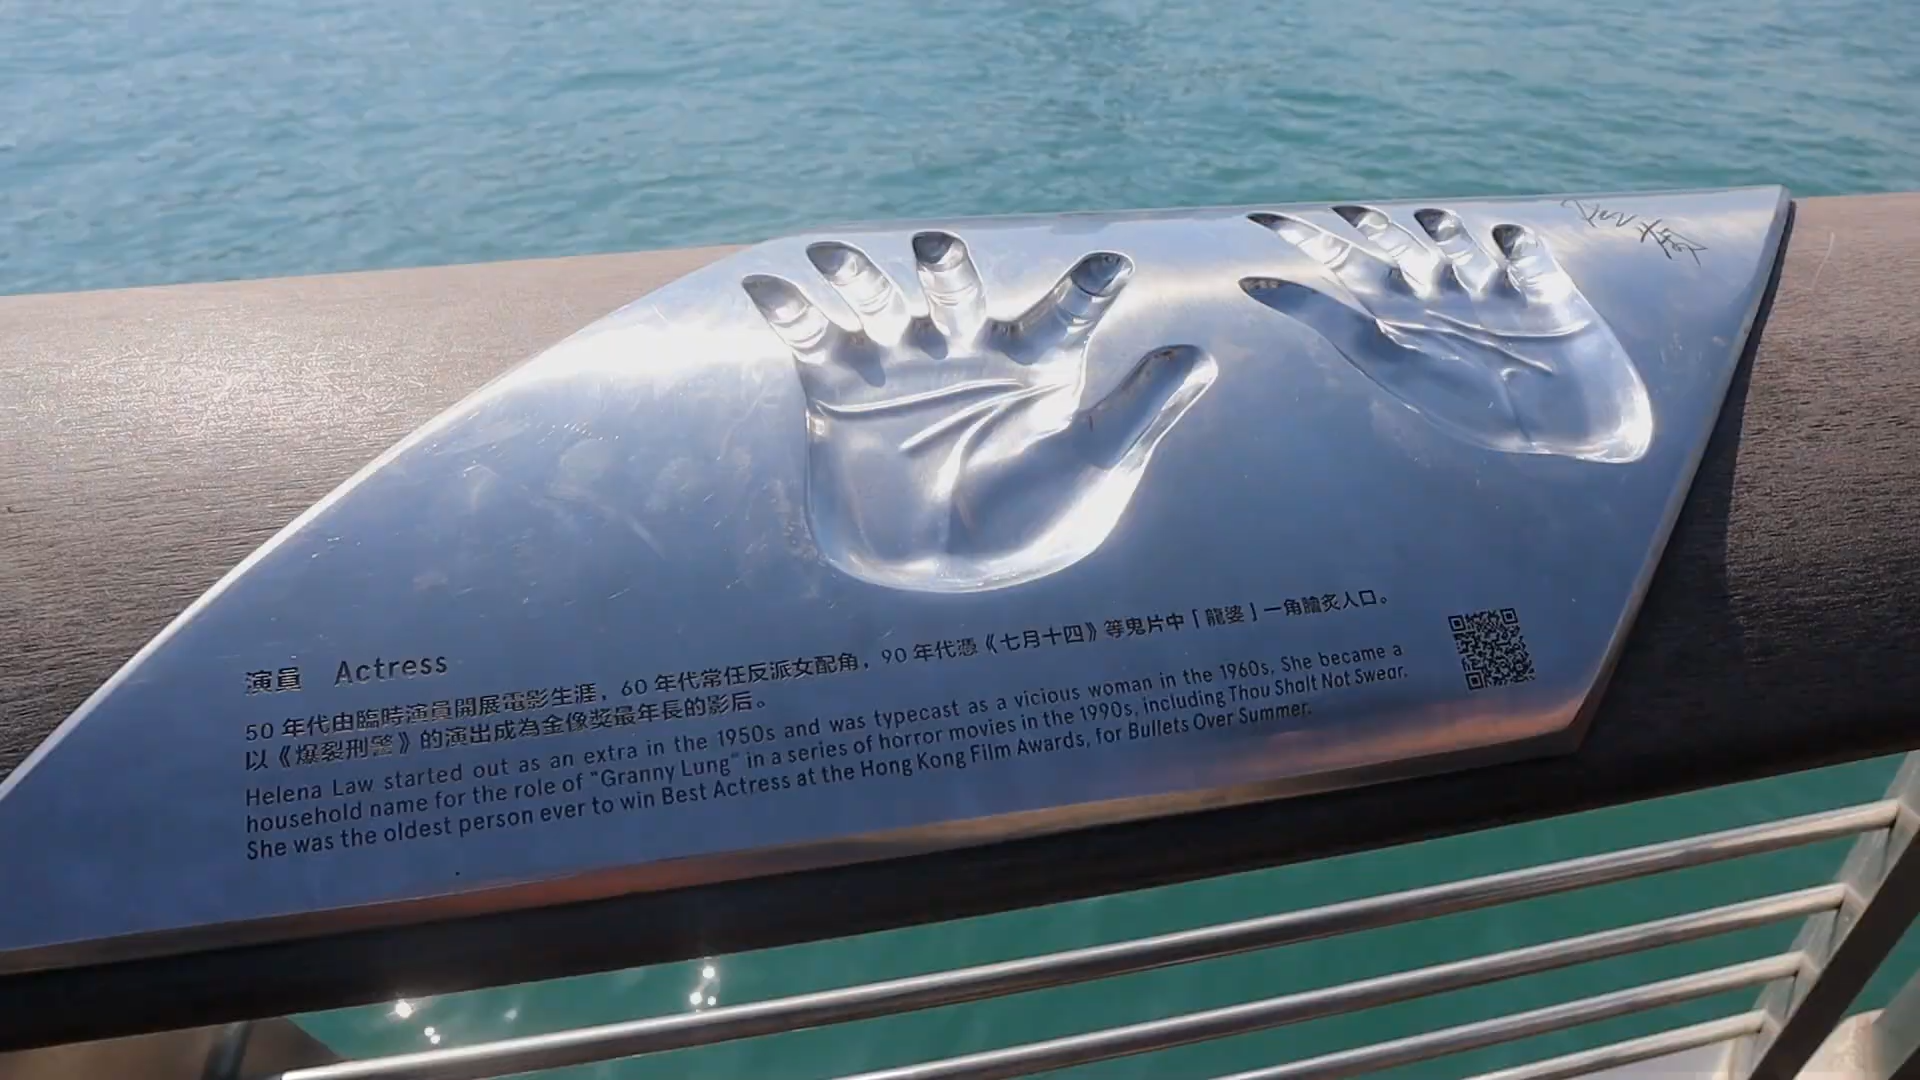 演員 Actress
50 年代由臨時演員開展電影生涯，60 年代常任反派女配角，90 年代憑《七月十四》等鬼片中「龍婆」一角膾炙人口。
以《爆裂刑警》的演出成為金像獎最年長的影后。
Helena Law started out as an extra in the 1950s and was typecast as a vicious woman in the 1960s. She became a
household name for the role of "Granny Lung" in a series of horror movies in the 1990s, including Thou Shalt Not Swear.
She was the oldest person ever to win Best Actress at the Hong Kong Film Awards, for Bullets Over Summer.